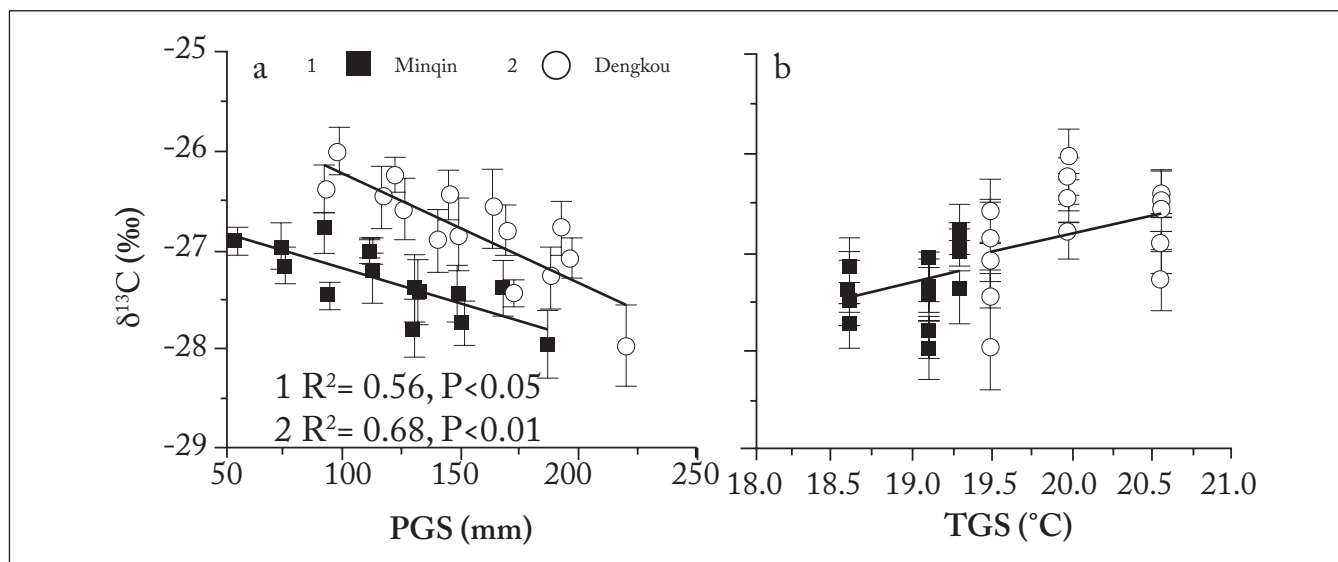 -25
a 1 Minqin 2 Dengkou
b
-26
-27
-28
-29
δ¹³C (‰)
1 R²= 0.56, P<0.05
2 R²= 0.68, P<0.01
50 100 150 200 250
PGS (mm)
18.0 18.5 19.0 19.5 20.0 20.5 21.0
TGS (°C)